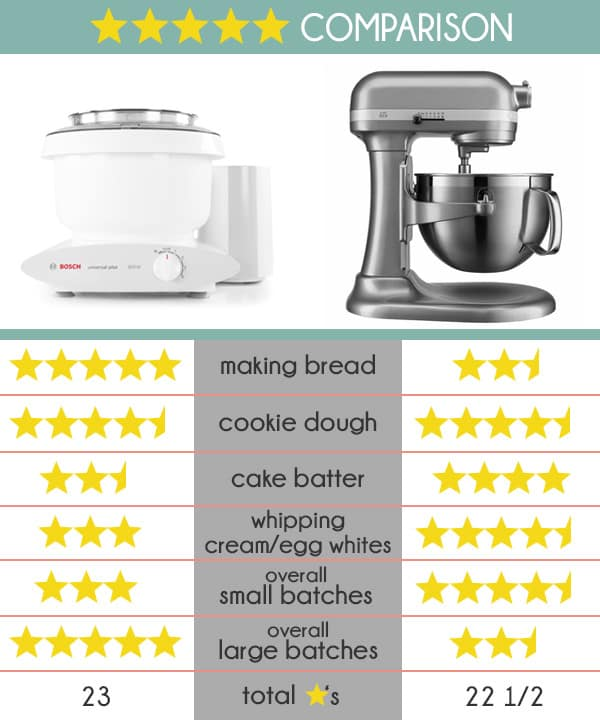 COMPARISON
BOSCH universal plus
making bread
cookie dough
cake batter
whipping
cream/egg whites
overall
small batches
overall
large batches
23 total 's 22 1/2